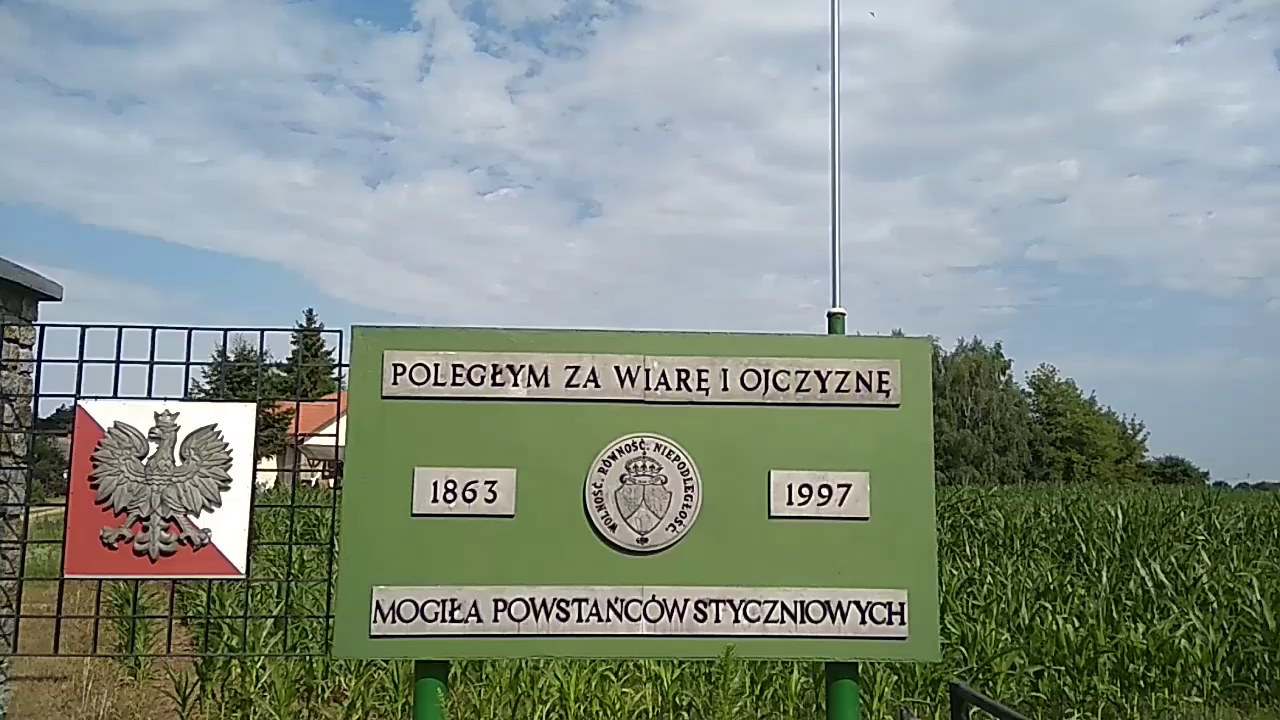 POLEGŁYM ZA WIARĘ I OJCZYZNĘ
1863
WOLNOŚĆ. RÓWNOŚĆ. NIEPODLEGŁOŚĆ.
1997
MOGIŁA POWSTAŃCÓW STYCZNIOWYCH